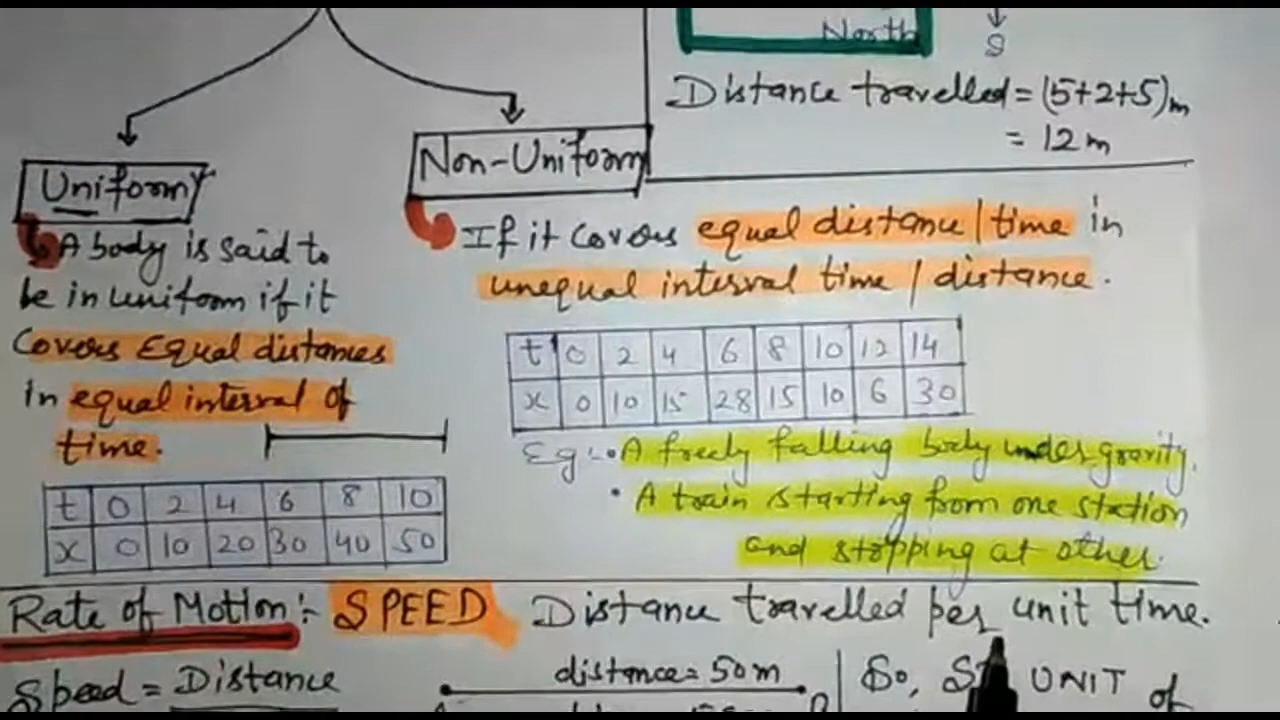 North
S
Distance travelled = (5+2+5)m
= 12m
Uniform
A body is said to
be in uniform if it
Covers Equal distances
in equal interval of
time.
t 0 2 4 6 8 10
x 0 10 20 30 40 50
Non-Uniform
If it covers equal distance/time in
unequal interval time/distance.
t 0 2 4 6 8 10 12 14
x 0 10 15 28 15 10 6 30
Eg:- • A freely falling body under gravity.
• A train starting from one station
and stopping at other.
Rate of Motion:- SPEED Distance travelled per unit time.
Speed = Distance
distance = 50m
So, SI UNIT of